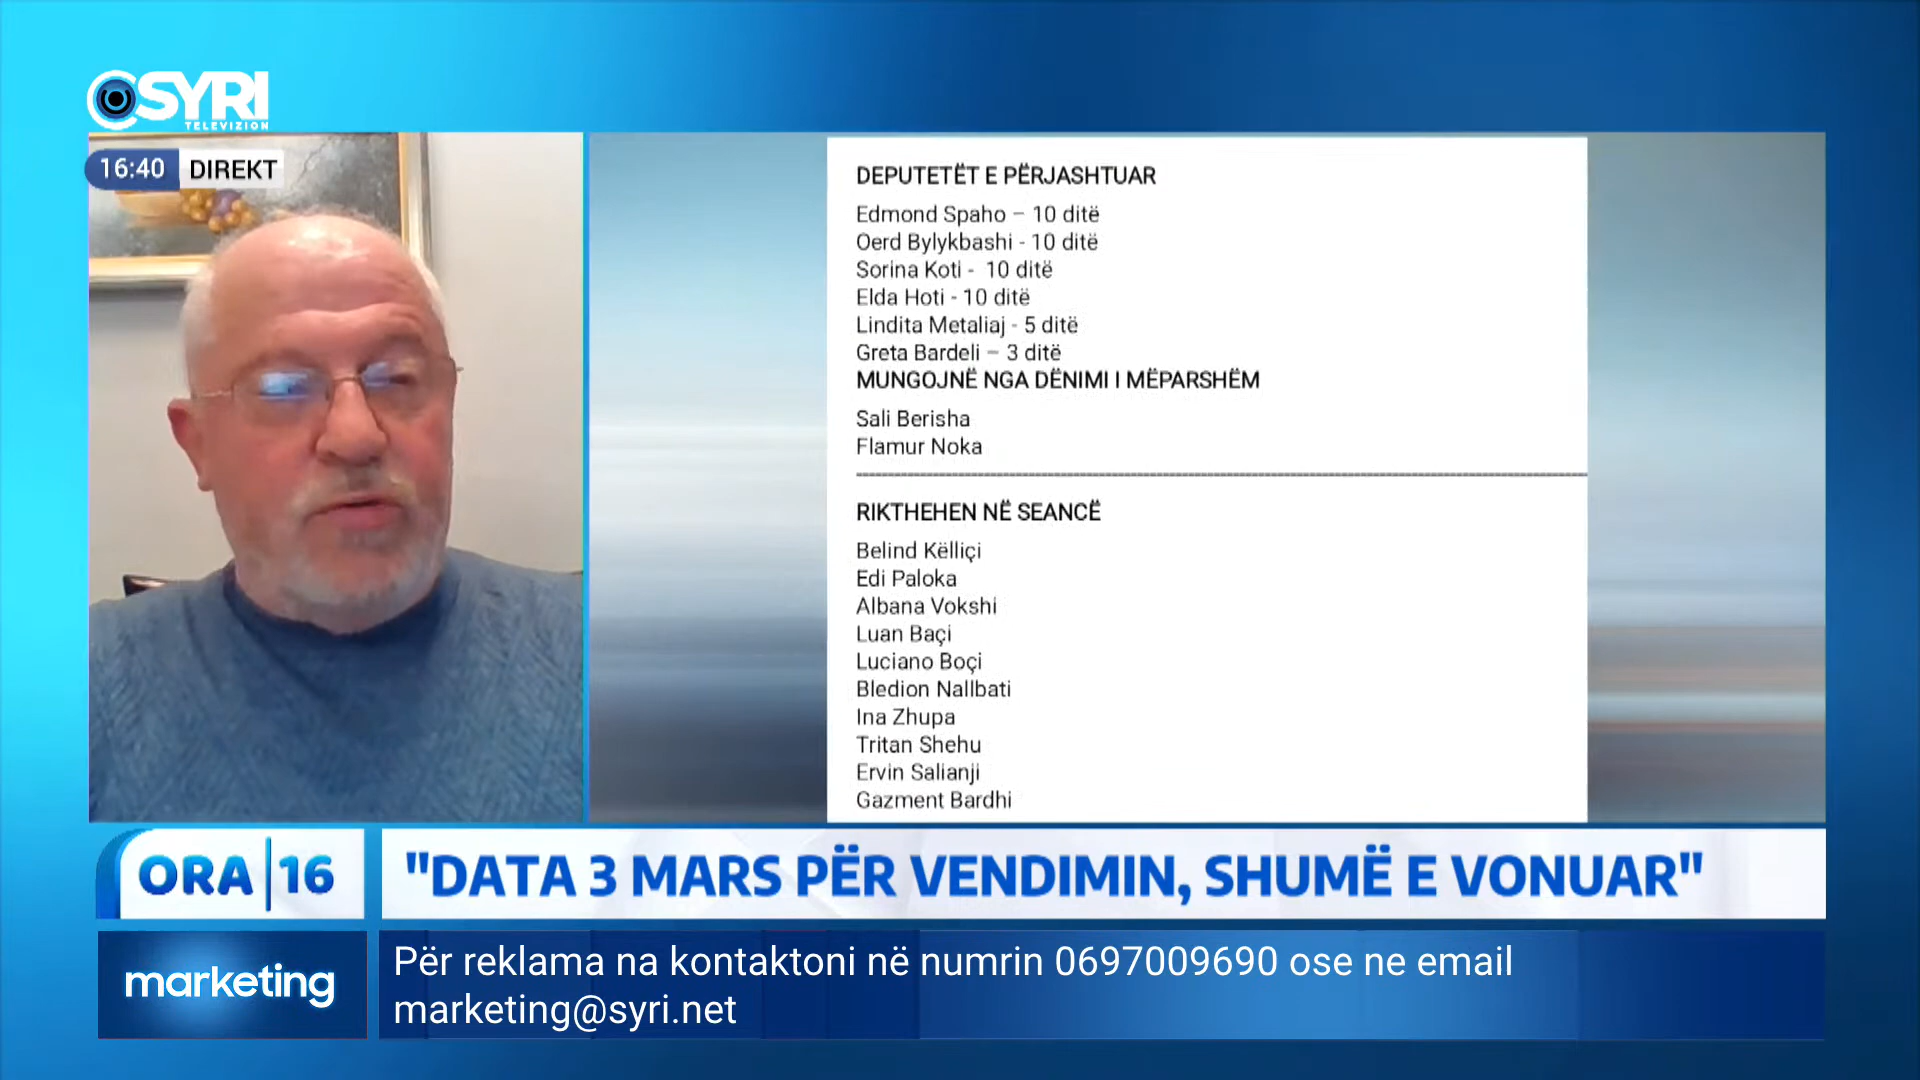 SYRI
TELEVIZION
16:40 DIREKT
DEPUTETËT E PËRJASHTUAR
Edmond Spaho – 10 ditë
Oerd Bylykbashi - 10 ditë
Sorina Koti - 10 ditë
Elda Hoti - 10 ditë
Lindita Metaliaj - 5 ditë
Greta Bardeli – 3 ditë
MUNGOJNË NGA DËNIMI I MËPARSHËM
Sali Berisha
Flamur Noka
RIKTHEHEN NË SEANCË
Belind Këlliçi
Edi Paloka
Albana Vokshi
Luan Baçi
Luciano Boçi
Bledion Nallbati
Ina Zhupa
Tritan Shehu
Ervin Salianji
Gazment Bardhi
ORA 16
"DATA 3 MARS PËR VENDIMIN, SHUMË E VONUAR"
marketing
Për reklama na kontaktoni në numrin 0697009690 ose ne email
marketing@syri.net